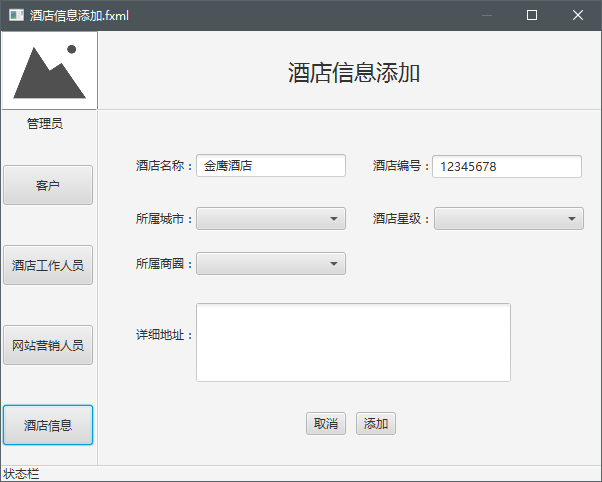 酒店信息添加.fxml
酒店信息添加
管理员
客户
酒店工作人员
网站营销人员
酒店信息
酒店名称： 金鹰酒店 酒店编号： 12345678
所属城市： 酒店星级：
所属商圈：
详细地址：
取消 添加
状态栏